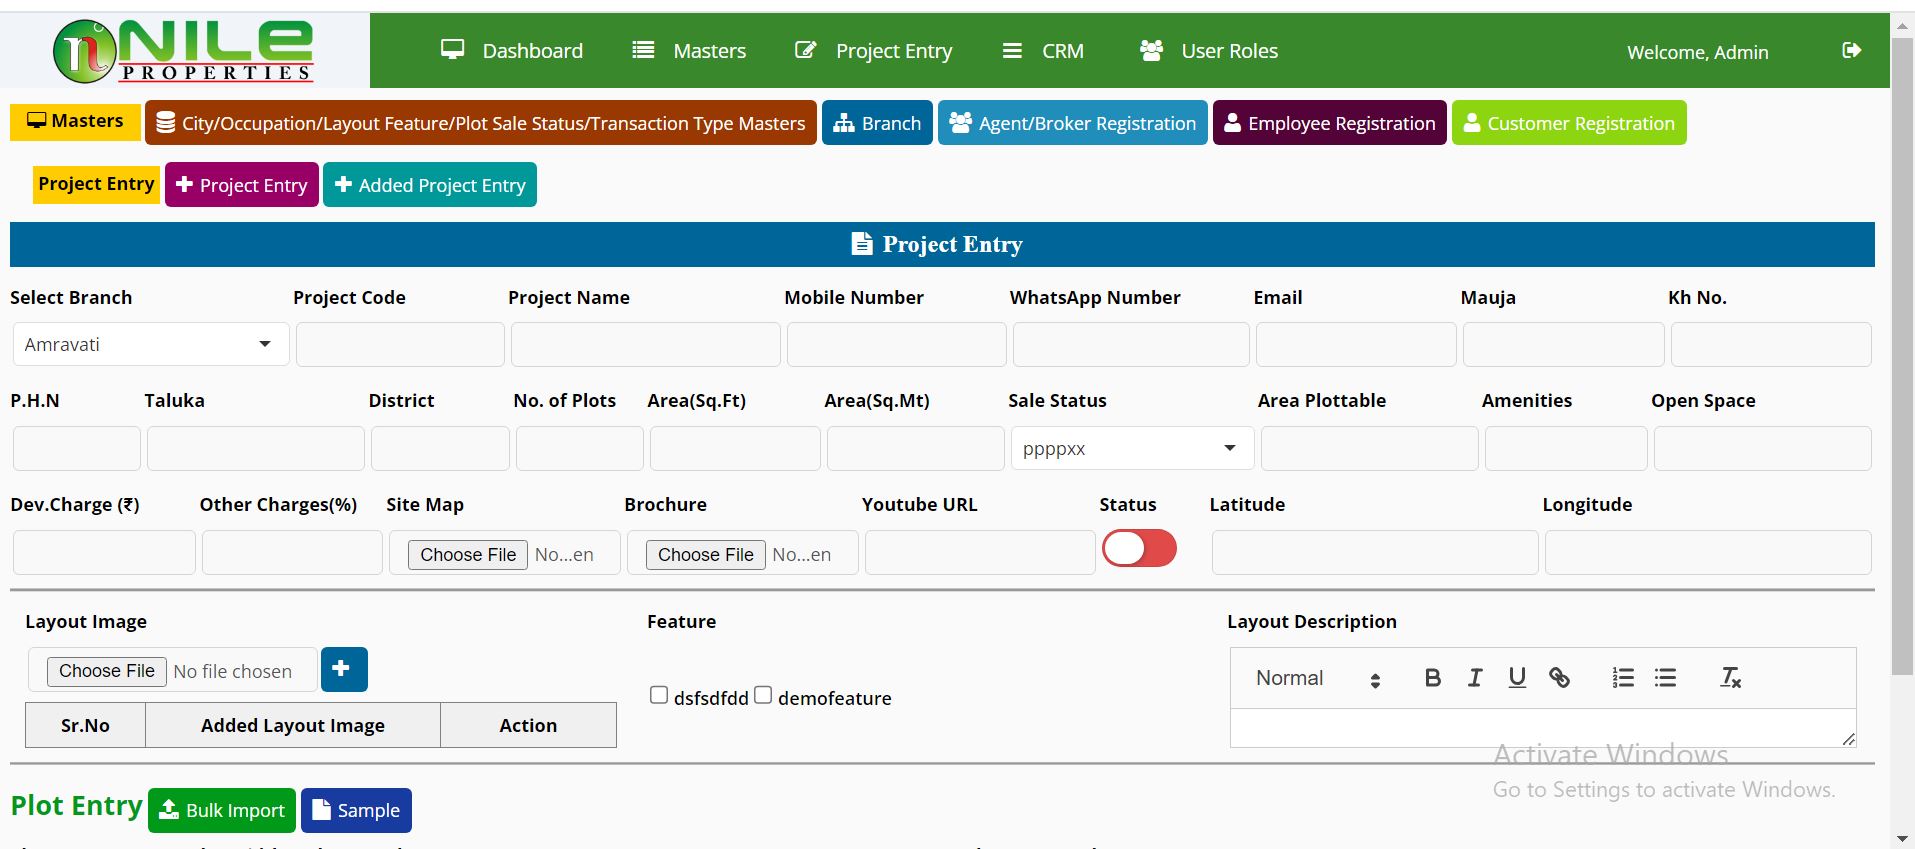 NILE
PROPERTIES
Dashboard Masters Project Entry CRM User Roles Welcome, Admin
Masters City/Occupation/Layout Feature/Plot Sale Status/Transaction Type Masters Branch Agent/Broker Registration Employee Registration Customer Registration
Project Entry Project Entry Added Project Entry
Project Entry
Select Branch Project Code Project Name Mobile Number WhatsApp Number Email Mauja Kh No.
Amravati
P.H.N Taluka District No. of Plots Area(Sq.Ft) Area(Sq.Mt) Sale Status Area Plottable Amenities Open Space
ppppxx
Dev.Charge (₹) Other Charges(%) Site Map Brochure Youtube URL Status Latitude Longitude
Choose File No...en Choose File No...en
Layout Image Feature Layout Description
Choose File No file chosen Normal B I U
dsfsdfdd demofeature
Sr.No Added Layout Image Action
Activate Windows
Go to Settings to activate Windows.
Plot Entry Bulk Import Sample